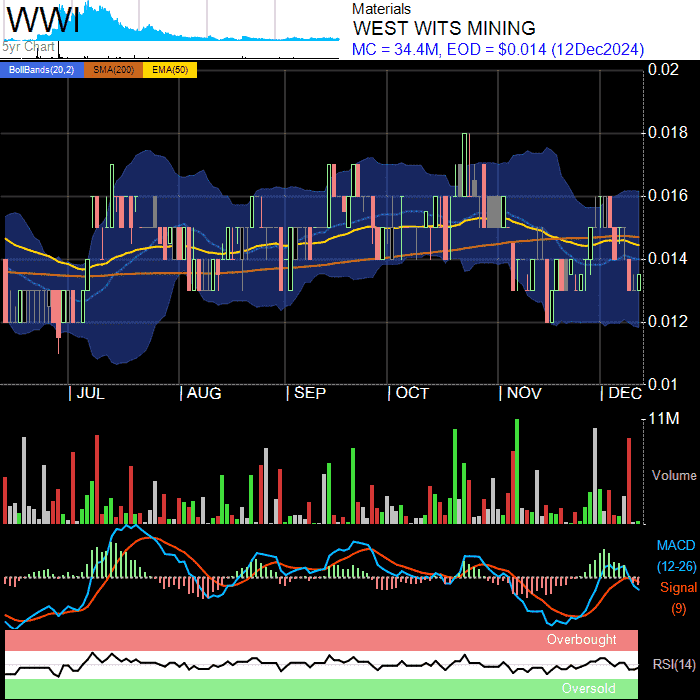 WWI
Materials
WEST WITS MINING
MC = 34.4M, EOD = $0.014 (12Dec2024)
5yr Chart
BollBands(20,2) SMA(200) EMA(50)
0.02
0.018
0.016
0.014
0.012
0.01
JUL AUG SEP OCT NOV DEC
11M
Volume
MACD
(12-26)
Signal
(9)
Overbought
RSI(14)
Oversold